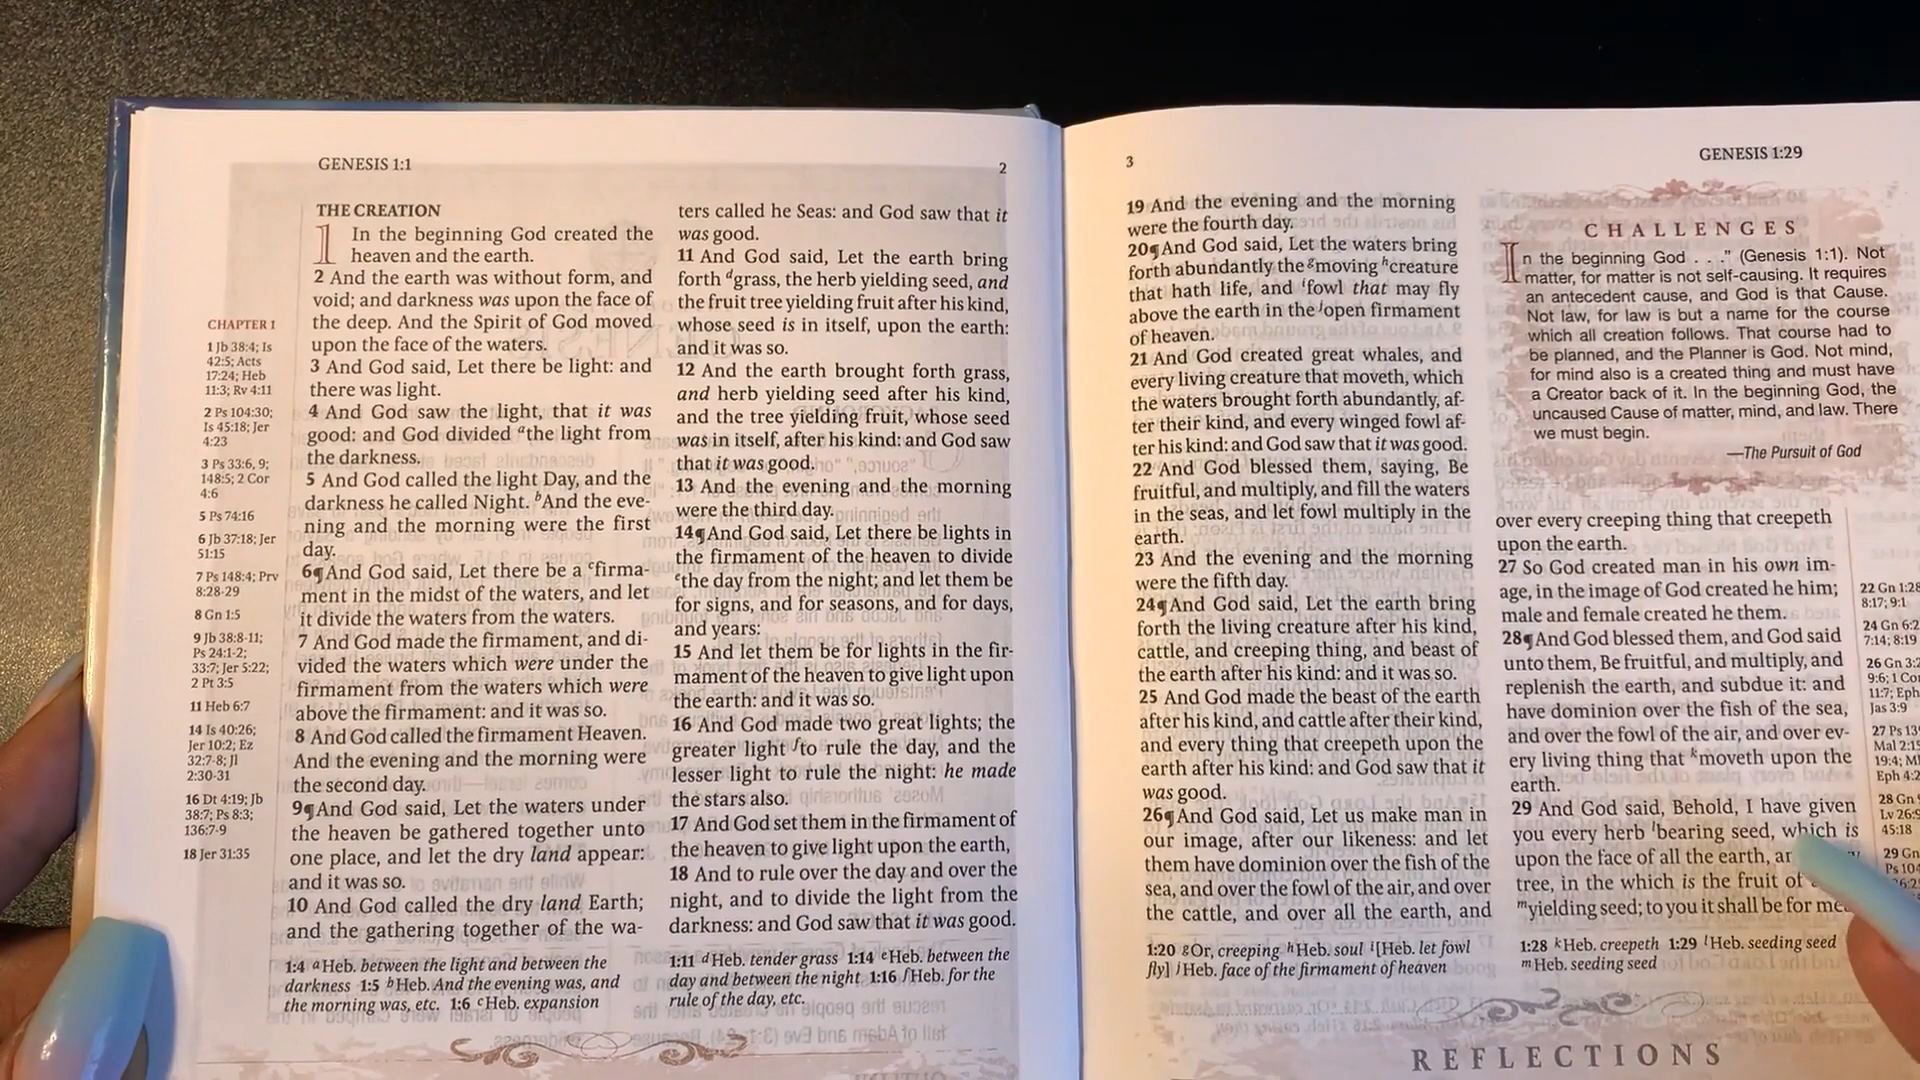 GENESIS 1:1
2
CHAPTER 1
1 Jb 38:4; Is
42:5; Acts
17:24; Heb
11:3; Rv 4:11
2 Ps 104:30;
Is 45:18; Jer
4:23
3 Ps 33:6, 9;
148:5; 2 Cor
4:6
5 Ps 74:16
6 Jb 37:18; Jer
51:15
7 Ps 148:4; Prv
8:28-29
8 Gn 1:5
9 Jb 38:8-11;
Ps 24:1-2;
33:7; Jer 5:22;
2 Pt 3:5
11 Heb 6:7
14 Is 40:26;
Jer 10:2; Ez
32:7-8; Jl
2:30-31
16 Dt 4:19; Jb
38:7; Ps 8:3;
136:7-9
18 Jer 31:35
THE CREATION
1 In the beginning God created the
heaven and the earth.
2 And the earth was without form, and
void; and darkness was upon the face of
the deep. And the Spirit of God moved
upon the face of the waters.
3 And God said, Let there be light: and
there was light.
4 And God saw the light, that it was
good: and God divided ᵃthe light from
the darkness.
5 And God called the light Day, and the
darkness he called Night. ᵇAnd the eve-
ning and the morning were the first
day.
6¶And God said, Let there be a ᶜfirma-
ment in the midst of the waters, and let
it divide the waters from the waters.
7 And God made the firmament, and di-
vided the waters which were under the
firmament from the waters which were
above the firmament: and it was so.
8 And God called the firmament Heaven.
And the evening and the morning were
the second day.
9¶And God said, Let the waters under
the heaven be gathered together unto
one place, and let the dry land appear:
and it was so.
10 And God called the dry land Earth;
and the gathering together of the wa-
1:4 ᵃHeb. between the light and between the
darkness 1:5 ᵇHeb. And the evening was, and
the morning was, etc. 1:6 ᶜHeb. expansion
ters called he Seas: and God saw that it
was good.
11 And God said, Let the earth bring
forth ᵈgrass, the herb yielding seed, and
the fruit tree yielding fruit after his kind,
whose seed is in itself, upon the earth:
and it was so.
12 And the earth brought forth grass,
and herb yielding seed after his kind,
and the tree yielding fruit, whose seed
was in itself, after his kind: and God saw
that it was good.
13 And the evening and the morning
were the third day.
14¶And God said, Let there be lights in
the firmament of the heaven to divide
ᵉthe day from the night; and let them be
for signs, and for seasons, and for days,
and years:
15 And let them be for lights in the fir-
mament of the heaven to give light upon
the earth: and it was so.
16 And God made two great lights; the
greater light ᶠto rule the day, and the
lesser light to rule the night: he made
the stars also.
17 And God set them in the firmament of
the heaven to give light upon the earth,
18 And to rule over the day and over the
night, and to divide the light from the
darkness: and God saw that it was good.
1:11 ᵈHeb. tender grass 1:14 ᵉHeb. between the
day and between the night 1:16 ᶠHeb. for the
rule of the day, etc.
3
GENESIS 1:29
19 And the evening and the morning
were the fourth day.
20¶And God said, Let the waters bring
forth abundantly the ᵍmoving ʰcreature
that hath life, and ⁱfowl that may fly
above the earth in the ʲopen firmament
of heaven.
21 And God created great whales, and
every living creature that moveth, which
the waters brought forth abundantly, af-
ter their kind, and every winged fowl af-
ter his kind: and God saw that it was good.
22 And God blessed them, saying, Be
fruitful, and multiply, and fill the waters
in the seas, and let fowl multiply in the
earth.
23 And the evening and the morning
were the fifth day.
24¶And God said, Let the earth bring
forth the living creature after his kind,
cattle, and creeping thing, and beast of
the earth after his kind: and it was so.
25 And God made the beast of the earth
after his kind, and cattle after their kind,
and every thing that creepeth upon the
earth after his kind: and God saw that it
was good.
26¶And God said, Let us make man in
our image, after our likeness: and let
them have dominion over the fish of the
sea, and over the fowl of the air, and over
the cattle, and over all the earth, and
1:20 ᵍOr, creeping ʰHeb. soul ⁱ[Heb. let fowl
fly] ʲHeb. face of the firmament of heaven
CHALLENGES
In the beginning God . . ." (Genesis 1:1). Not
matter, for matter is not self-causing. It requires
an antecedent cause, and God is that Cause.
Not law, for law is but a name for the course
which all creation follows. That course had to
be planned, and the Planner is God. Not mind,
for mind also is a created thing and must have
a Creator back of it. In the beginning God, the
uncaused Cause of matter, mind, and law. There
we must begin.
—The Pursuit of God
over every creeping thing that creepeth
upon the earth.
27 So God created man in his own im-
age, in the image of God created he him;
male and female created he them.
28¶And God blessed them, and God said
unto them, Be fruitful, and multiply, and
replenish the earth, and subdue it: and
have dominion over the fish of the sea,
and over the fowl of the air, and over ev-
ery living thing that ᵏmoveth upon the
earth.
29 And God said, Behold, I have given
you every herb ˡbearing seed, which is
upon the face of all the earth,
tree, in the which is the fruit of
ᵐyielding seed; to you it shall be for
1:28 ᵏHeb. creepeth 1:29 ˡHeb. seeding seed
ᵐHeb. seeding seed
22 Gn 1:28
8:17; 9:1
24 Gn 6:2
7:14; 8:19
26 Gn 3:2
9:6; 1 Co
11:7; Eph
Jas 3:9
27 Ps 13
Mal 2:15
19:4; M
Eph 4:2
28 Gn
Lv 26:9
45:18
29 Gn
Ps 104
REFLECTIONS